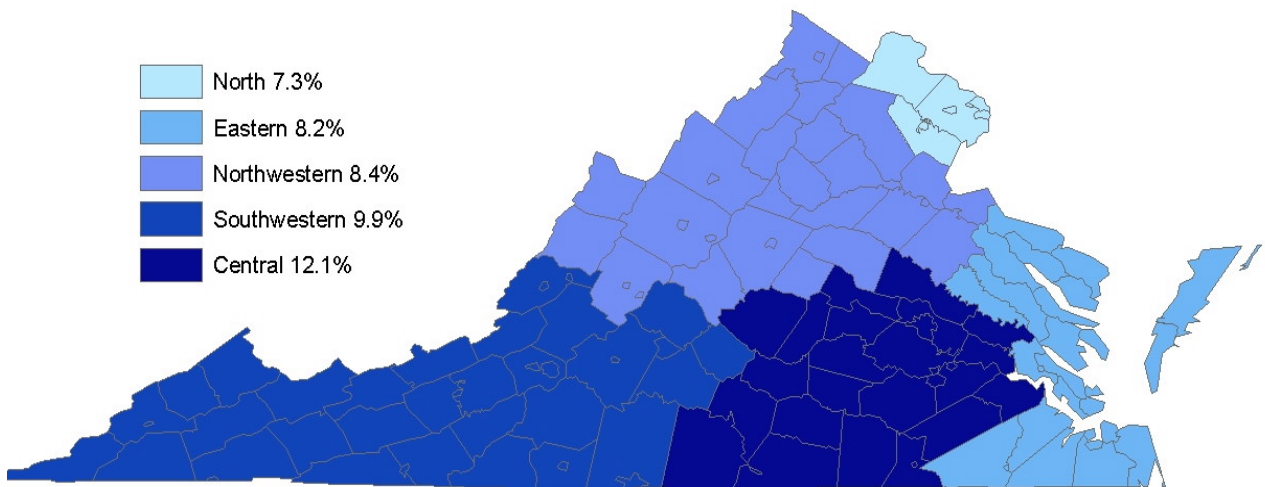 North 7.3%
Eastern 8.2%
Northwestern 8.4%
Southwestern 9.9%
Central 12.1%